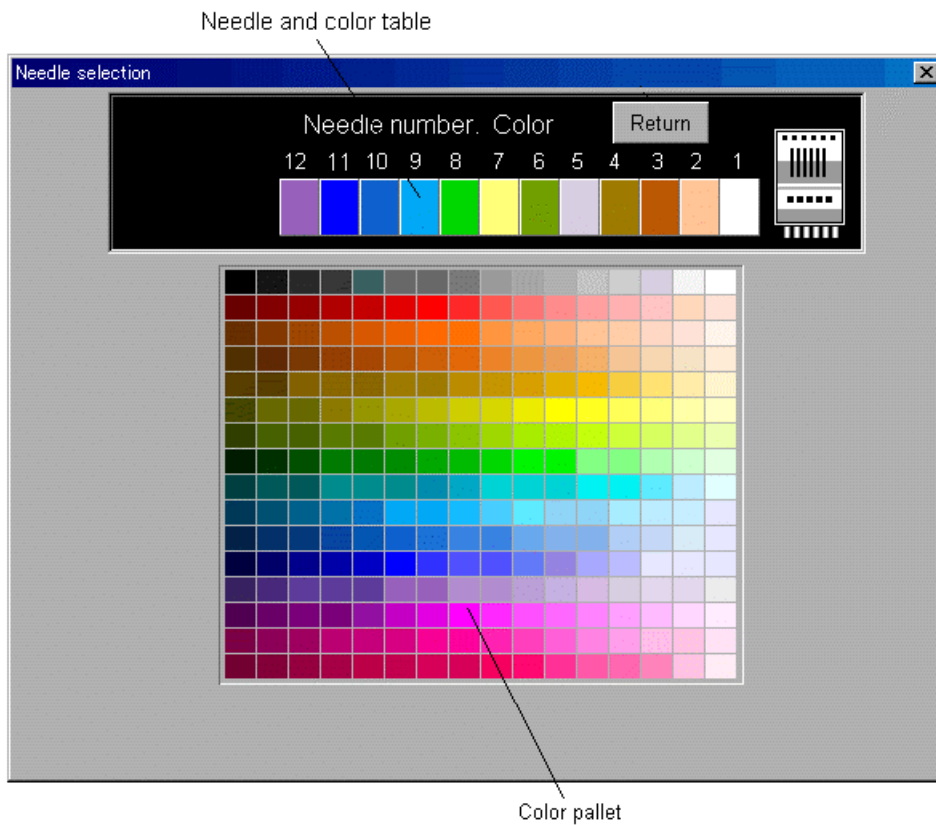 Needle and color table
Needle selection
Needle number. Color
Return
12 11 10 9 8 7 6 5 4 3 2 1
Color pallet